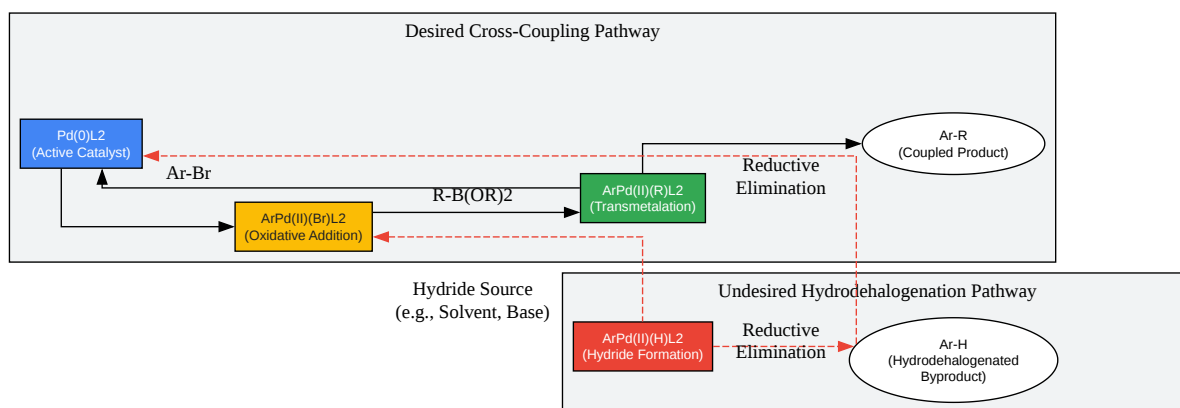 Desired Cross-Coupling Pathway
Pd(0)L2
(Active Catalyst)
Ar-R
(Coupled Product)
Ar-Br
Reductive
Elimination
R-B(OR)2
ArPd(II)(R)L2
(Transmetalation)
ArPd(II)(Br)L2
(Oxidative Addition)
Hydride Source
(e.g., Solvent, Base)
Undesired Hydrodehalogenation Pathway
ArPd(II)(H)L2
(Hydride Formation)
Reductive
Elimination
Ar-H
(Hydrodehalogenated
Byproduct)